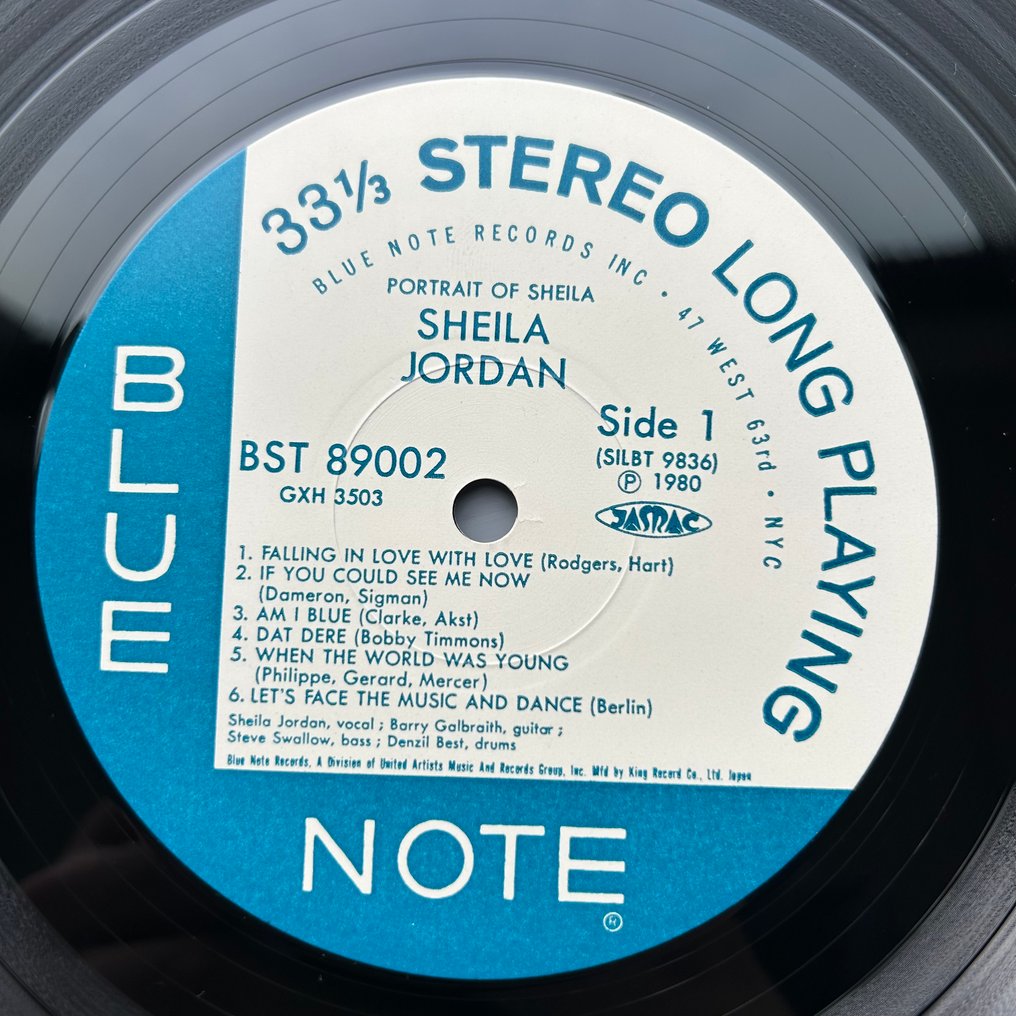 33⅓ STEREO LONG PLAYING
BLUE NOTE RECORDS INC • 47 WEST 63rd • NYC
PORTRAIT OF SHEILA
SHEILA
JORDAN
Side 1
BST 89002
(SILBT 9836)
GXH 3503
Ⓟ 1980
JASRAC
1. FALLING IN LOVE WITH LOVE (Rodgers, Hart)
2. IF YOU COULD SEE ME NOW
(Dameron, Sigman)
3. AM I BLUE (Clarke, Akst)
4. DAT DERE (Bobby Timmons)
5. WHEN THE WORLD WAS YOUNG
(Philippe, Gerard, Mercer)
6. LET'S FACE THE MUSIC AND DANCE (Berlin)
Sheila Jordan, vocal ; Barry Galbraith, guitar ;
Steve Swallow, bass ; Denzil Best, drums
Blue Note Records, A Division of United Artists Music And Records Group, Inc. Mfd by King Record Co., Ltd. Japan
BLUE
NOTE ®